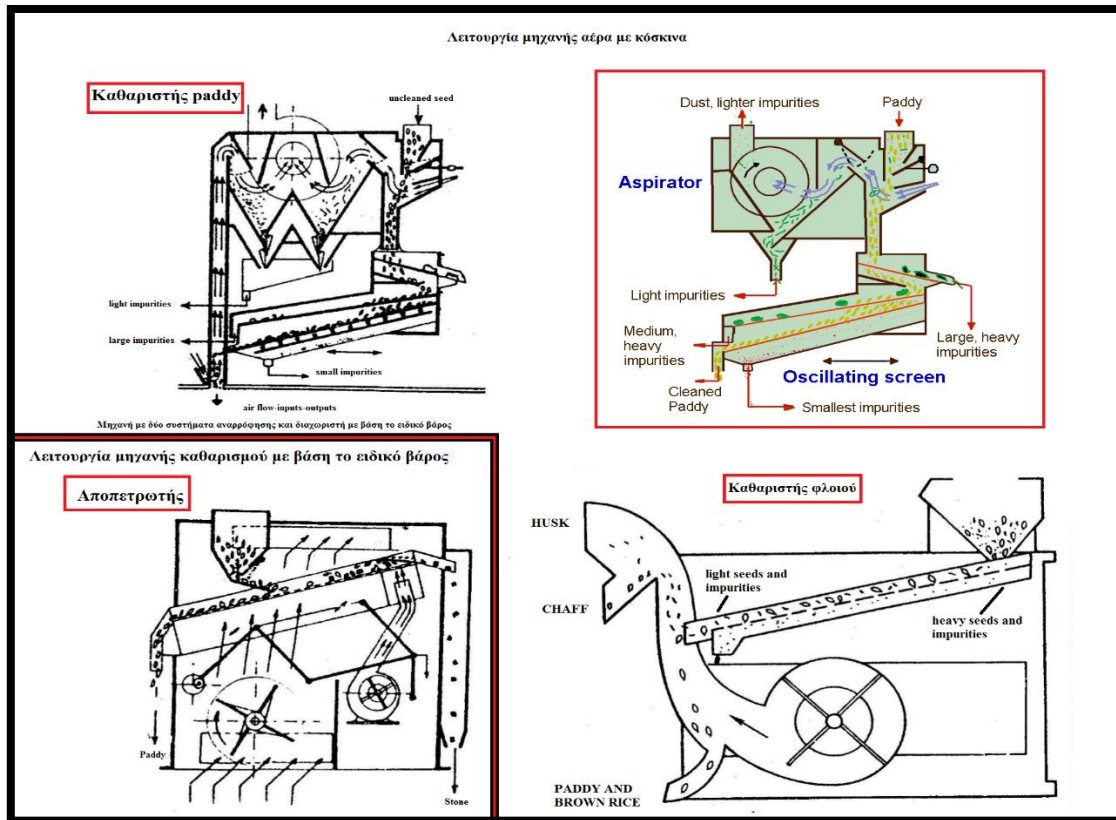 Λειτουργία μηχανής αέρα με κόσκινα
Καθαριστής paddy
uncleaned seed
light impurities
large impurities
small impurities
air flow-inputs-outputs
Μηχανή με δύο συστήματα αναρρόφησης και διαχωριστή με βάση το ειδικό βάρος
Dust, lighter impurities
Paddy
Aspirator
Light impurities
Medium,
heavy
impurities
Large, heavy
impurities
Oscillating screen
Cleaned
Paddy
Smallest impurities
Λειτουργία μηχανής καθαρισμού με βάση το ειδικό βάρος
Αποπετρωτής
Paddy
Stone
Καθαριστής φλοιού
HUSK
CHAFF
light seeds and
impurities
heavy seeds and
impurities
PADDY AND
BROWN RICE